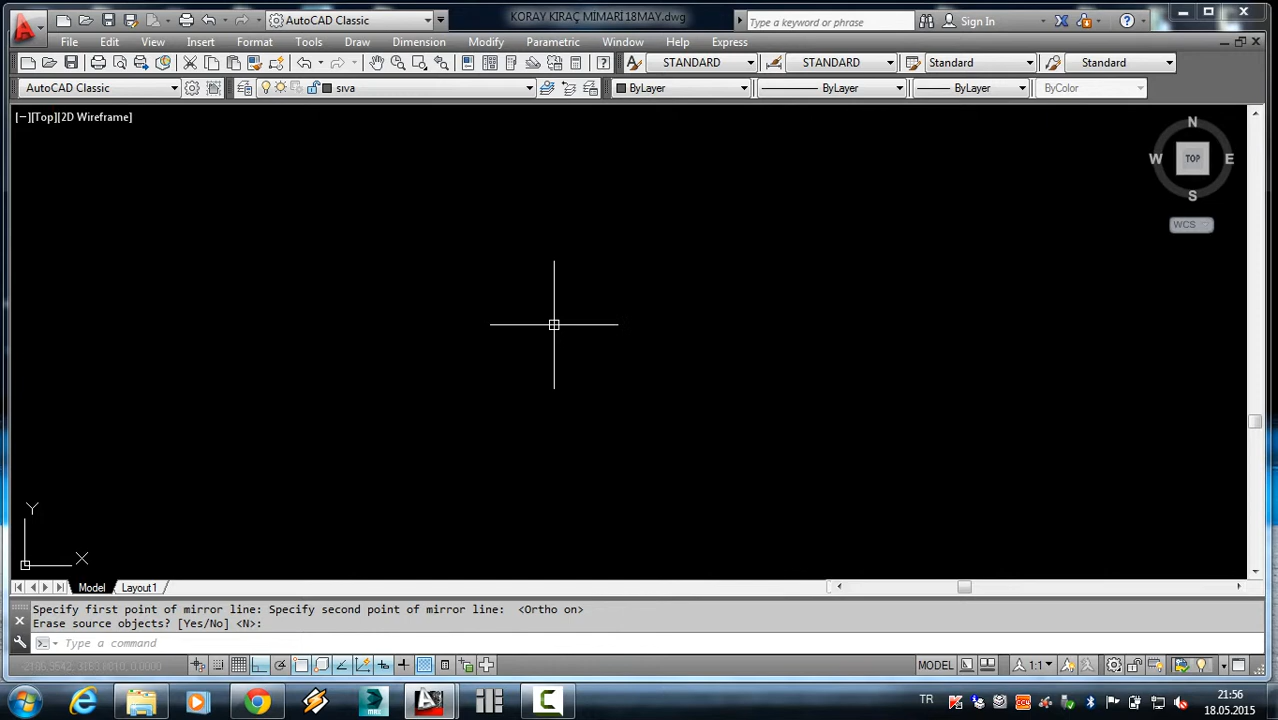 AutoCAD Classic
KORAY KIRAÇ MIMARI18MAY.dwg
Type a keyword or phrase
Sign In
File Edit View Insert Format Tools Draw Dimension Modify Parametric Window Help Express
STANDARD STANDARD Standard Standard
AutoCAD Classic sıva ByLayer ByLayer ByLayer ByColor
[−][Top][2D Wireframe]
N
W TOP E
S
WCS
Y
X
Model Layout1
Specify first point of mirror line: Specify second point of mirror line: <Ortho on>
Erase source objects? [Yes/No] <N>:
Type a command
MODEL 1:1
TR
21:56
18.05.2015